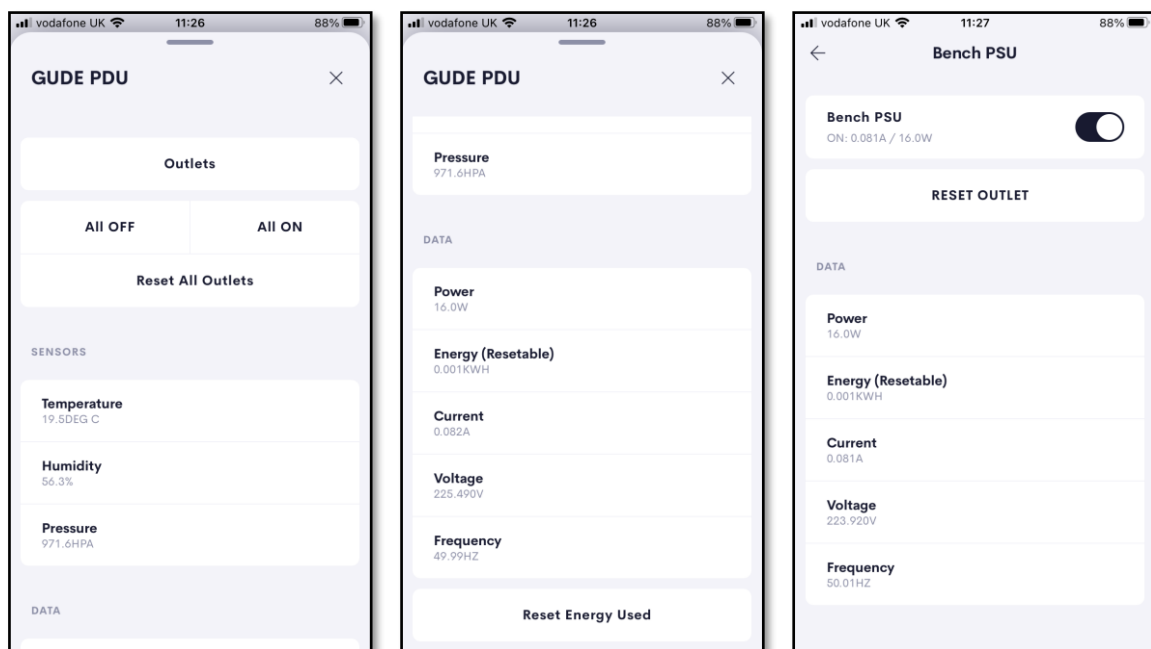 vodafone UK 11:26 88%
GUDE PDU
Outlets
All OFF All ON
Reset All Outlets
SENSORS
Temperature
19.5DEG C
Humidity
56.3%
Pressure
971.6HPA
DATA
vodafone UK 11:26 88%
GUDE PDU
Pressure
971.6HPA
DATA
Power
16.0W
Energy (Resetable)
0.001KWH
Current
0.082A
Voltage
225.490V
Frequency
49.99HZ
Reset Energy Used
vodafone UK 11:27 88%
Bench PSU
Bench PSU
ON: 0.081A / 16.0W
RESET OUTLET
DATA
Power
16.0W
Energy (Resetable)
0.001KWH
Current
0.081A
Voltage
223.920V
Frequency
50.01HZ